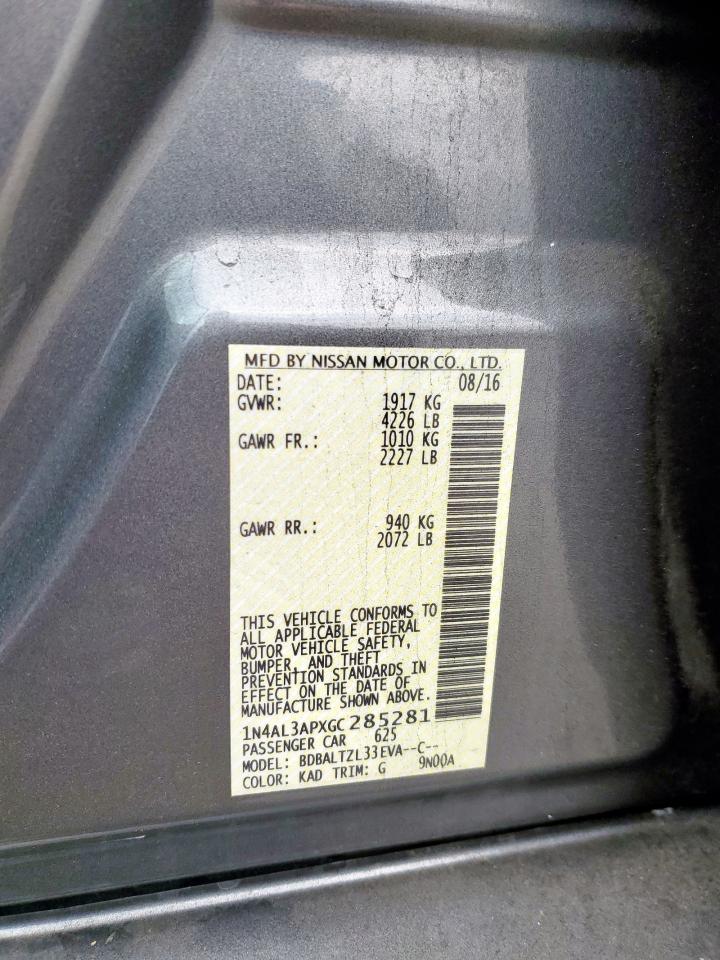 MFD BY NISSAN MOTOR CO., LTD.
DATE: 08/16
GVWR: 1917 KG
4226 LB
GAWR FR.: 1010 KG
2227 LB
GAWR RR.: 940 KG
2072 LB
THIS VEHICLE CONFORMS TO
ALL APPLICABLE FEDERAL
MOTOR VEHICLE SAFETY,
BUMPER, AND THEFT
PREVENTION STANDARDS IN
EFFECT ON THE DATE OF
MANUFACTURE SHOWN ABOVE.
1N4AL3APXGC285281
PASSENGER CAR 625
MODEL: BDBALTZL33EVA--C--
COLOR: KAD TRIM: G 9N00A